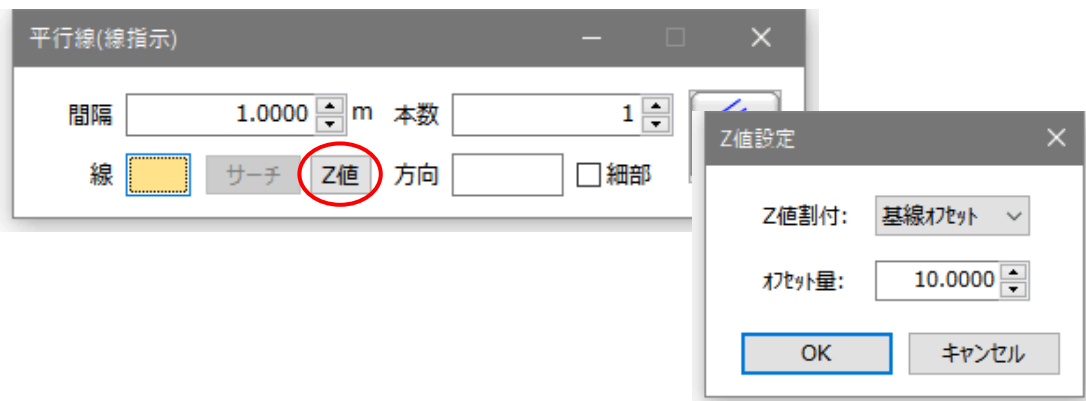 平行線(線指示)
間隔 1.0000 m 本数 1
線 サーチ Z値 方向 細部
Z値設定
Z値割付: 基線ｵﾌｾｯﾄ
ｵﾌｾｯﾄ量: 10.0000
OK キャンセル